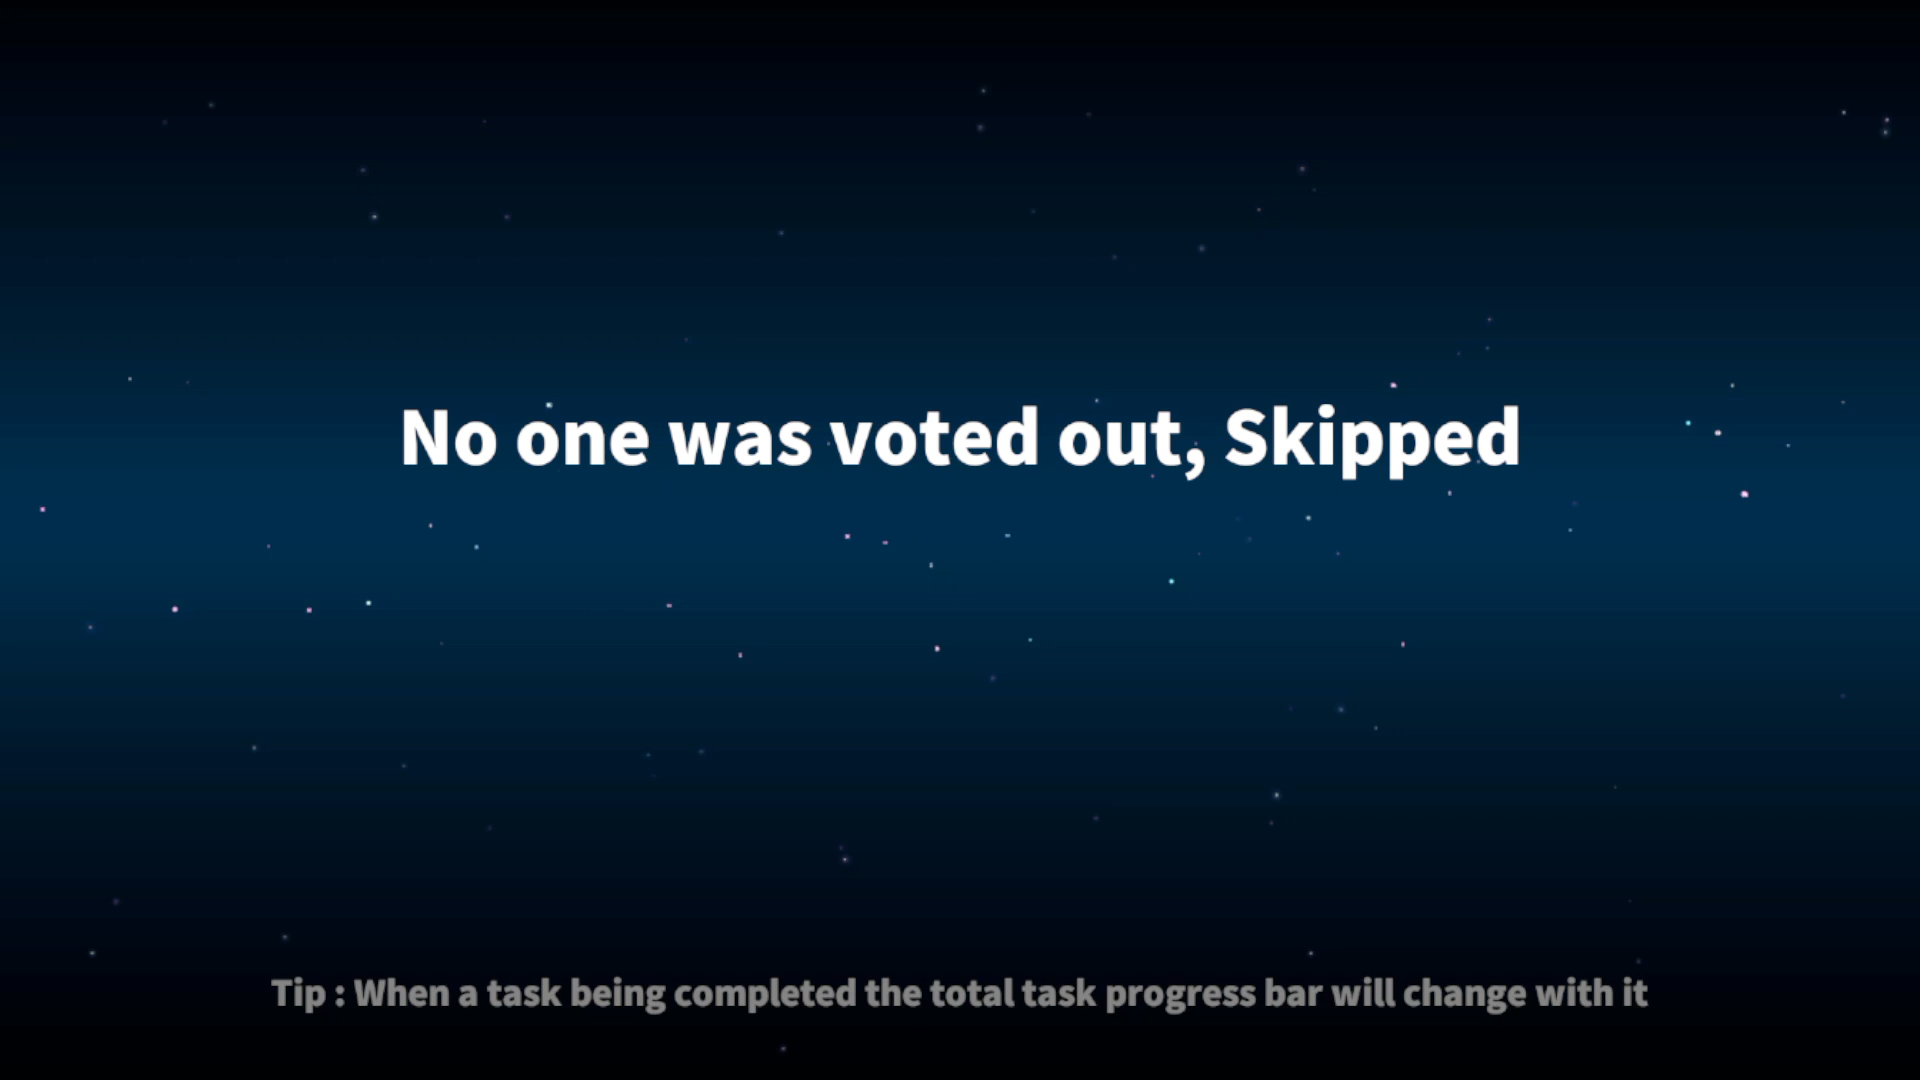 No one was voted out, Skipped
Tip : When a task being completed the total task progress bar will change with it